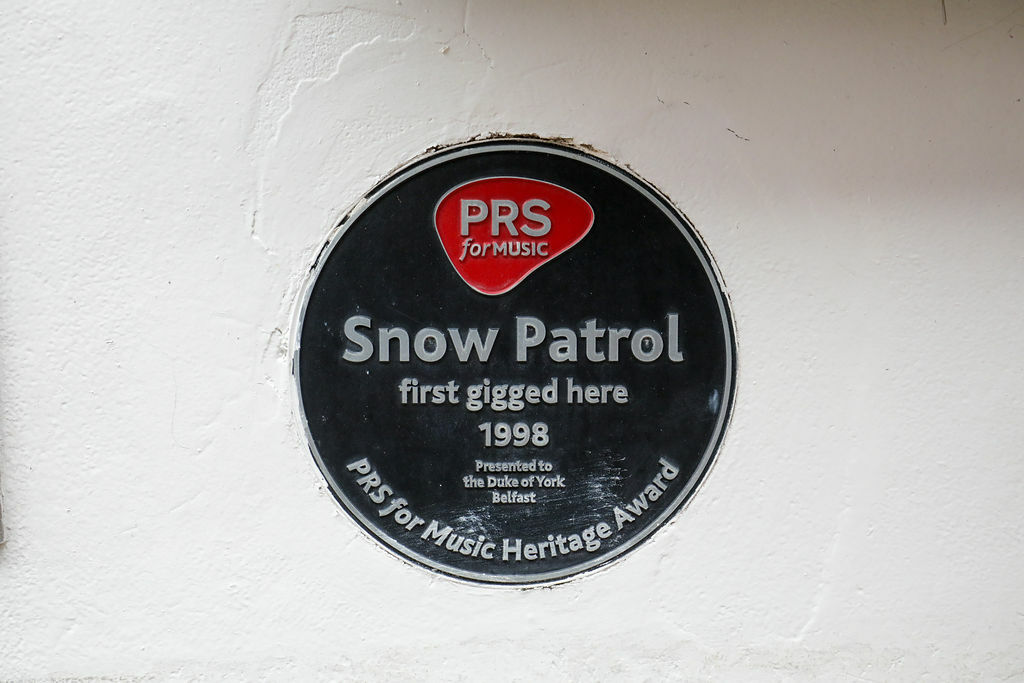 PRS
for MUSIC
Snow Patrol
first gigged here
1998
Presented to
the Duke of York
Belfast
PRS for Music Heritage Award